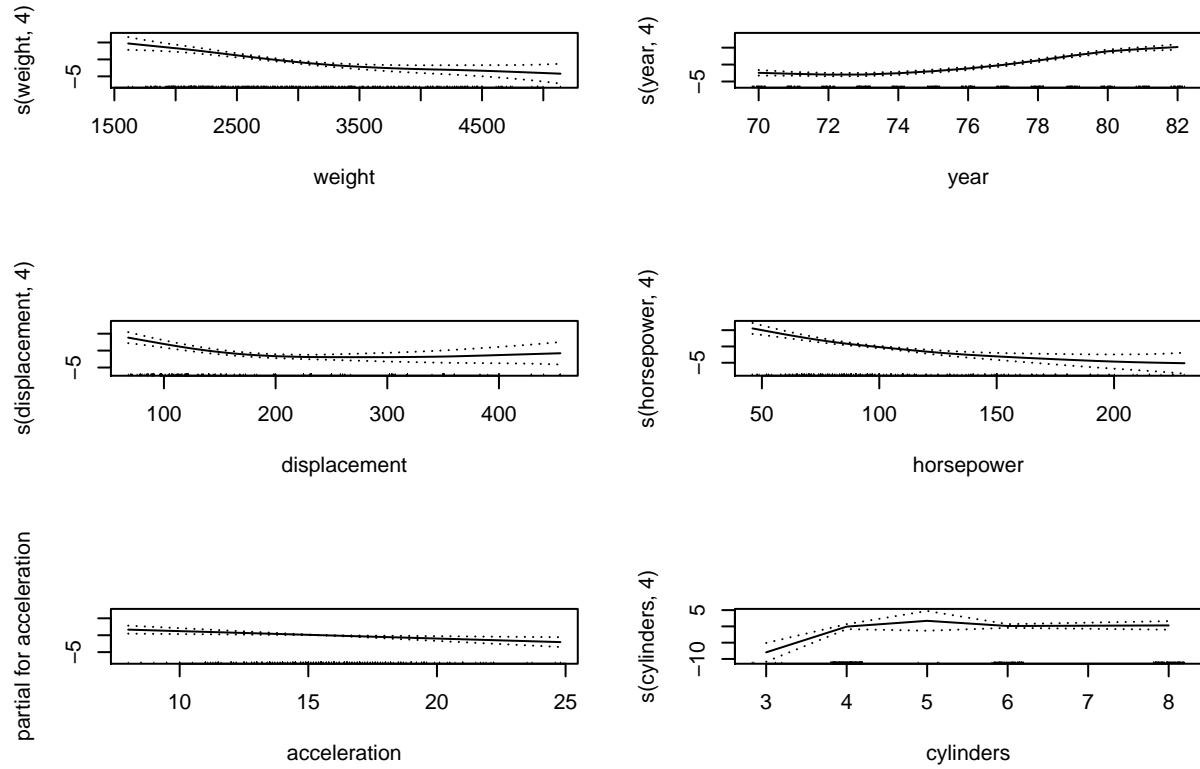 s(weight, 4)
−5
1500 2500 3500 4500
weight
s(year, 4)
−5
70 72 74 76 78 80 82
year
s(displacement, 4)
−5
100 200 300 400
displacement
s(horsepower, 4)
−5
50 100 150 200
horsepower
partial for acceleration
−5
10 15 20 25
acceleration
s(cylinders, 4)
−10 5
3 4 5 6 7 8
cylinders